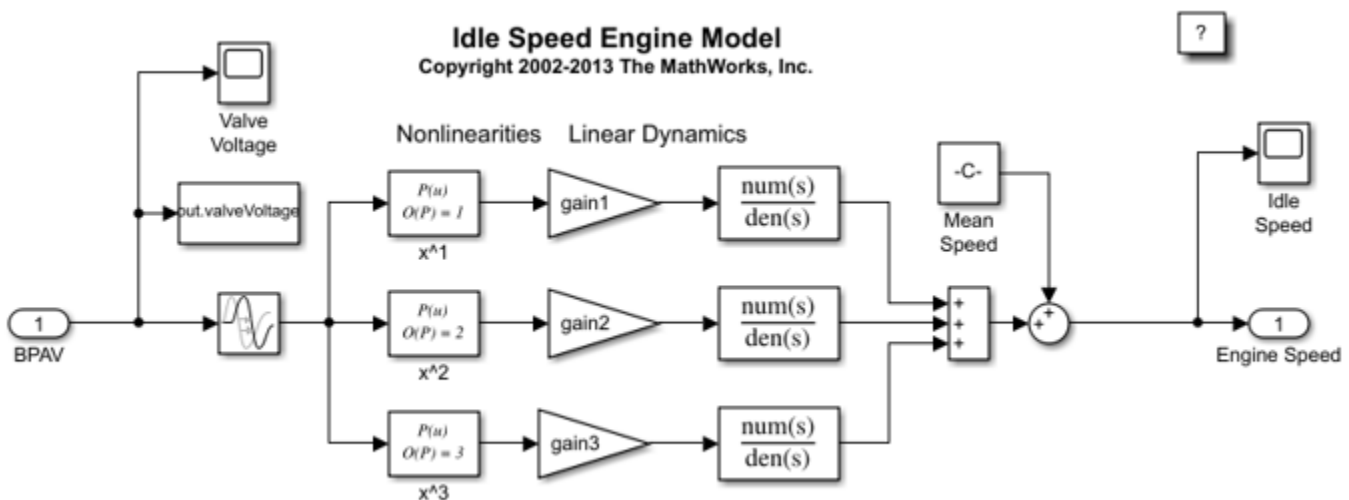 Idle Speed Engine Model
Copyright 2002-2013 The MathWorks, Inc.
?
Valve
Voltage
Nonlinearities
Linear Dynamics
out.valveVoltage
P(u)
O(P) = 1
x^1
gain1
num(s)
den(s)
-C-
Mean
Speed
Idle
Speed
1
BPAV
P(u)
O(P) = 2
x^2
gain2
num(s)
den(s)
+
+
+
+
+
1
Engine Speed
P(u)
O(P) = 3
x^3
gain3
num(s)
den(s)